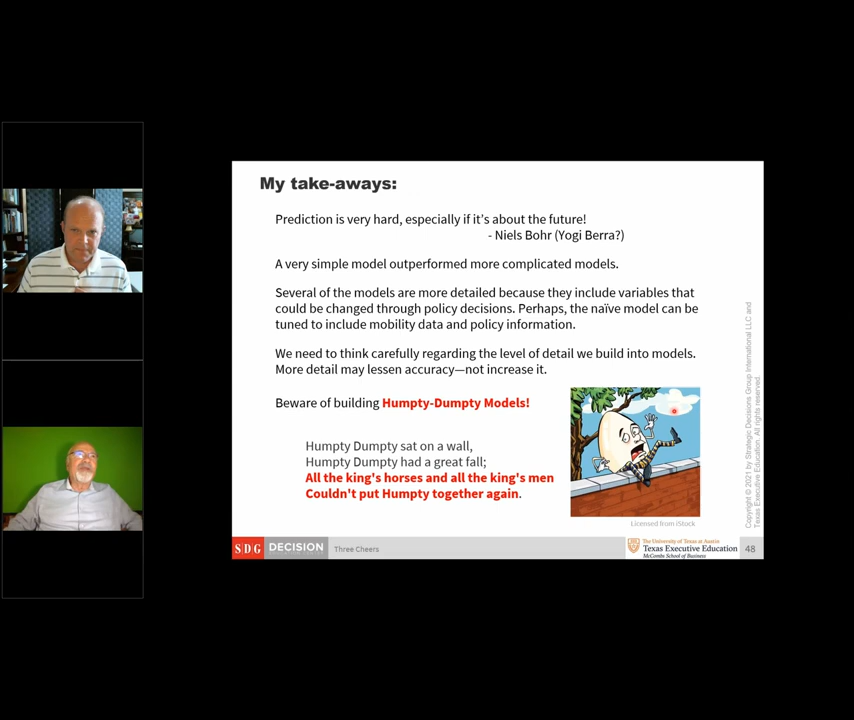 My take-aways:
Prediction is very hard, especially if it's about the future!
- Niels Bohr (Yogi Berra?)
A very simple model outperformed more complicated models.
Several of the models are more detailed because they include variables that
could be changed through policy decisions. Perhaps, the naïve model can be
tuned to include mobility data and policy information.
We need to think carefully regarding the level of detail we build into models.
More detail may lessen accuracy—not increase it.
Beware of building Humpty-Dumpty Models!
Humpty Dumpty sat on a wall,
Humpty Dumpty had a great fall;
All the king's horses and all the king's men
Couldn't put Humpty together again.
Licensed from iStock
Copyright © 2021 by Strategic Decisions Group International LLC and
Texas Executive Education. All rights reserved.
SDG DECISION
Three Cheers
The University of Texas at Austin
Texas Executive Education
McCombs School of Business
48